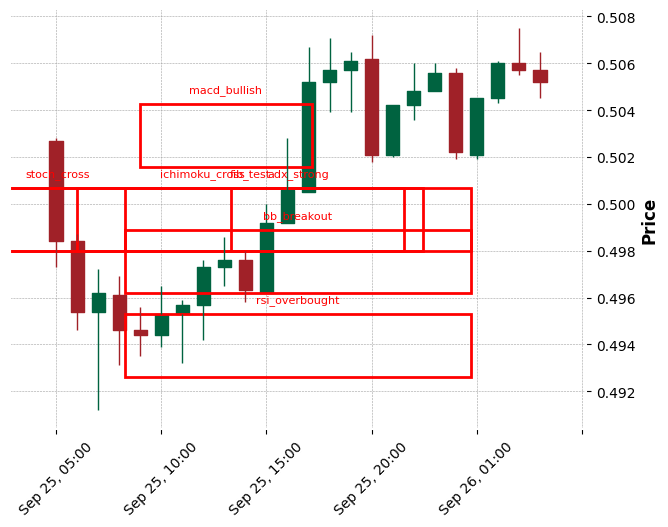 0.508
0.506
0.504
0.502
0.500
0.498
0.496
0.494
0.492
Price
macd_bullish
ichimoku_cross
fib_test
adx_strong
bb_breakout
rsi_overbought
Sep 25, 05:00
Sep 25, 10:00
Sep 25, 15:00
Sep 25, 20:00
Sep 26, 01:00